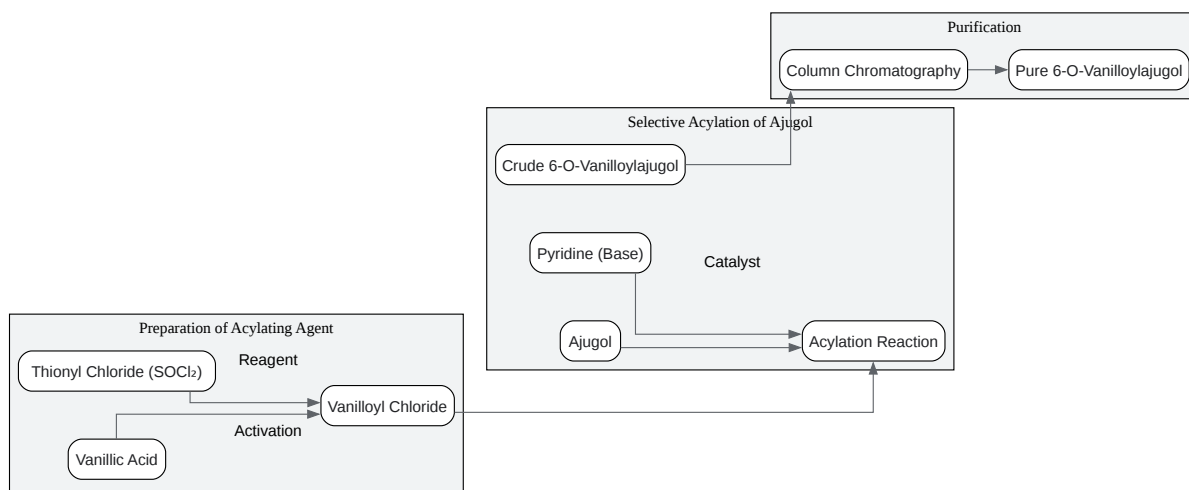 Purification
Column Chromatography
Pure 6-O-Vanilloylajugol
Selective Acylation of Ajugol
Crude 6-O-Vanilloylajugol
Pyridine (Base)
Catalyst
Ajugol
Acylation Reaction
Preparation of Acylating Agent
Reagent
Thionyl Chloride (SOCl₂)
Vanilloyl Chloride
Activation
Vanillic Acid